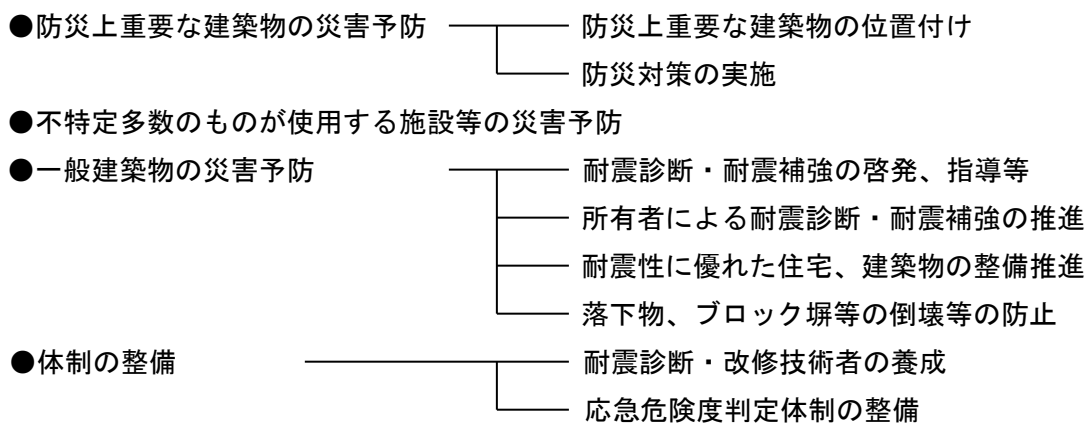 ●防災上重要な建築物の災害予防 防災上重要な建築物の位置付け
防災対策の実施
●不特定多数のものが使用する施設等の災害予防
●一般建築物の災害予防 耐震診断・耐震補強の啓発、指導等
所有者による耐震診断・耐震補強の推進
耐震性に優れた住宅、建築物の整備推進
落下物、ブロック塀等の倒壊等の防止
●体制の整備 耐震診断・改修技術者の養成
応急危険度判定体制の整備